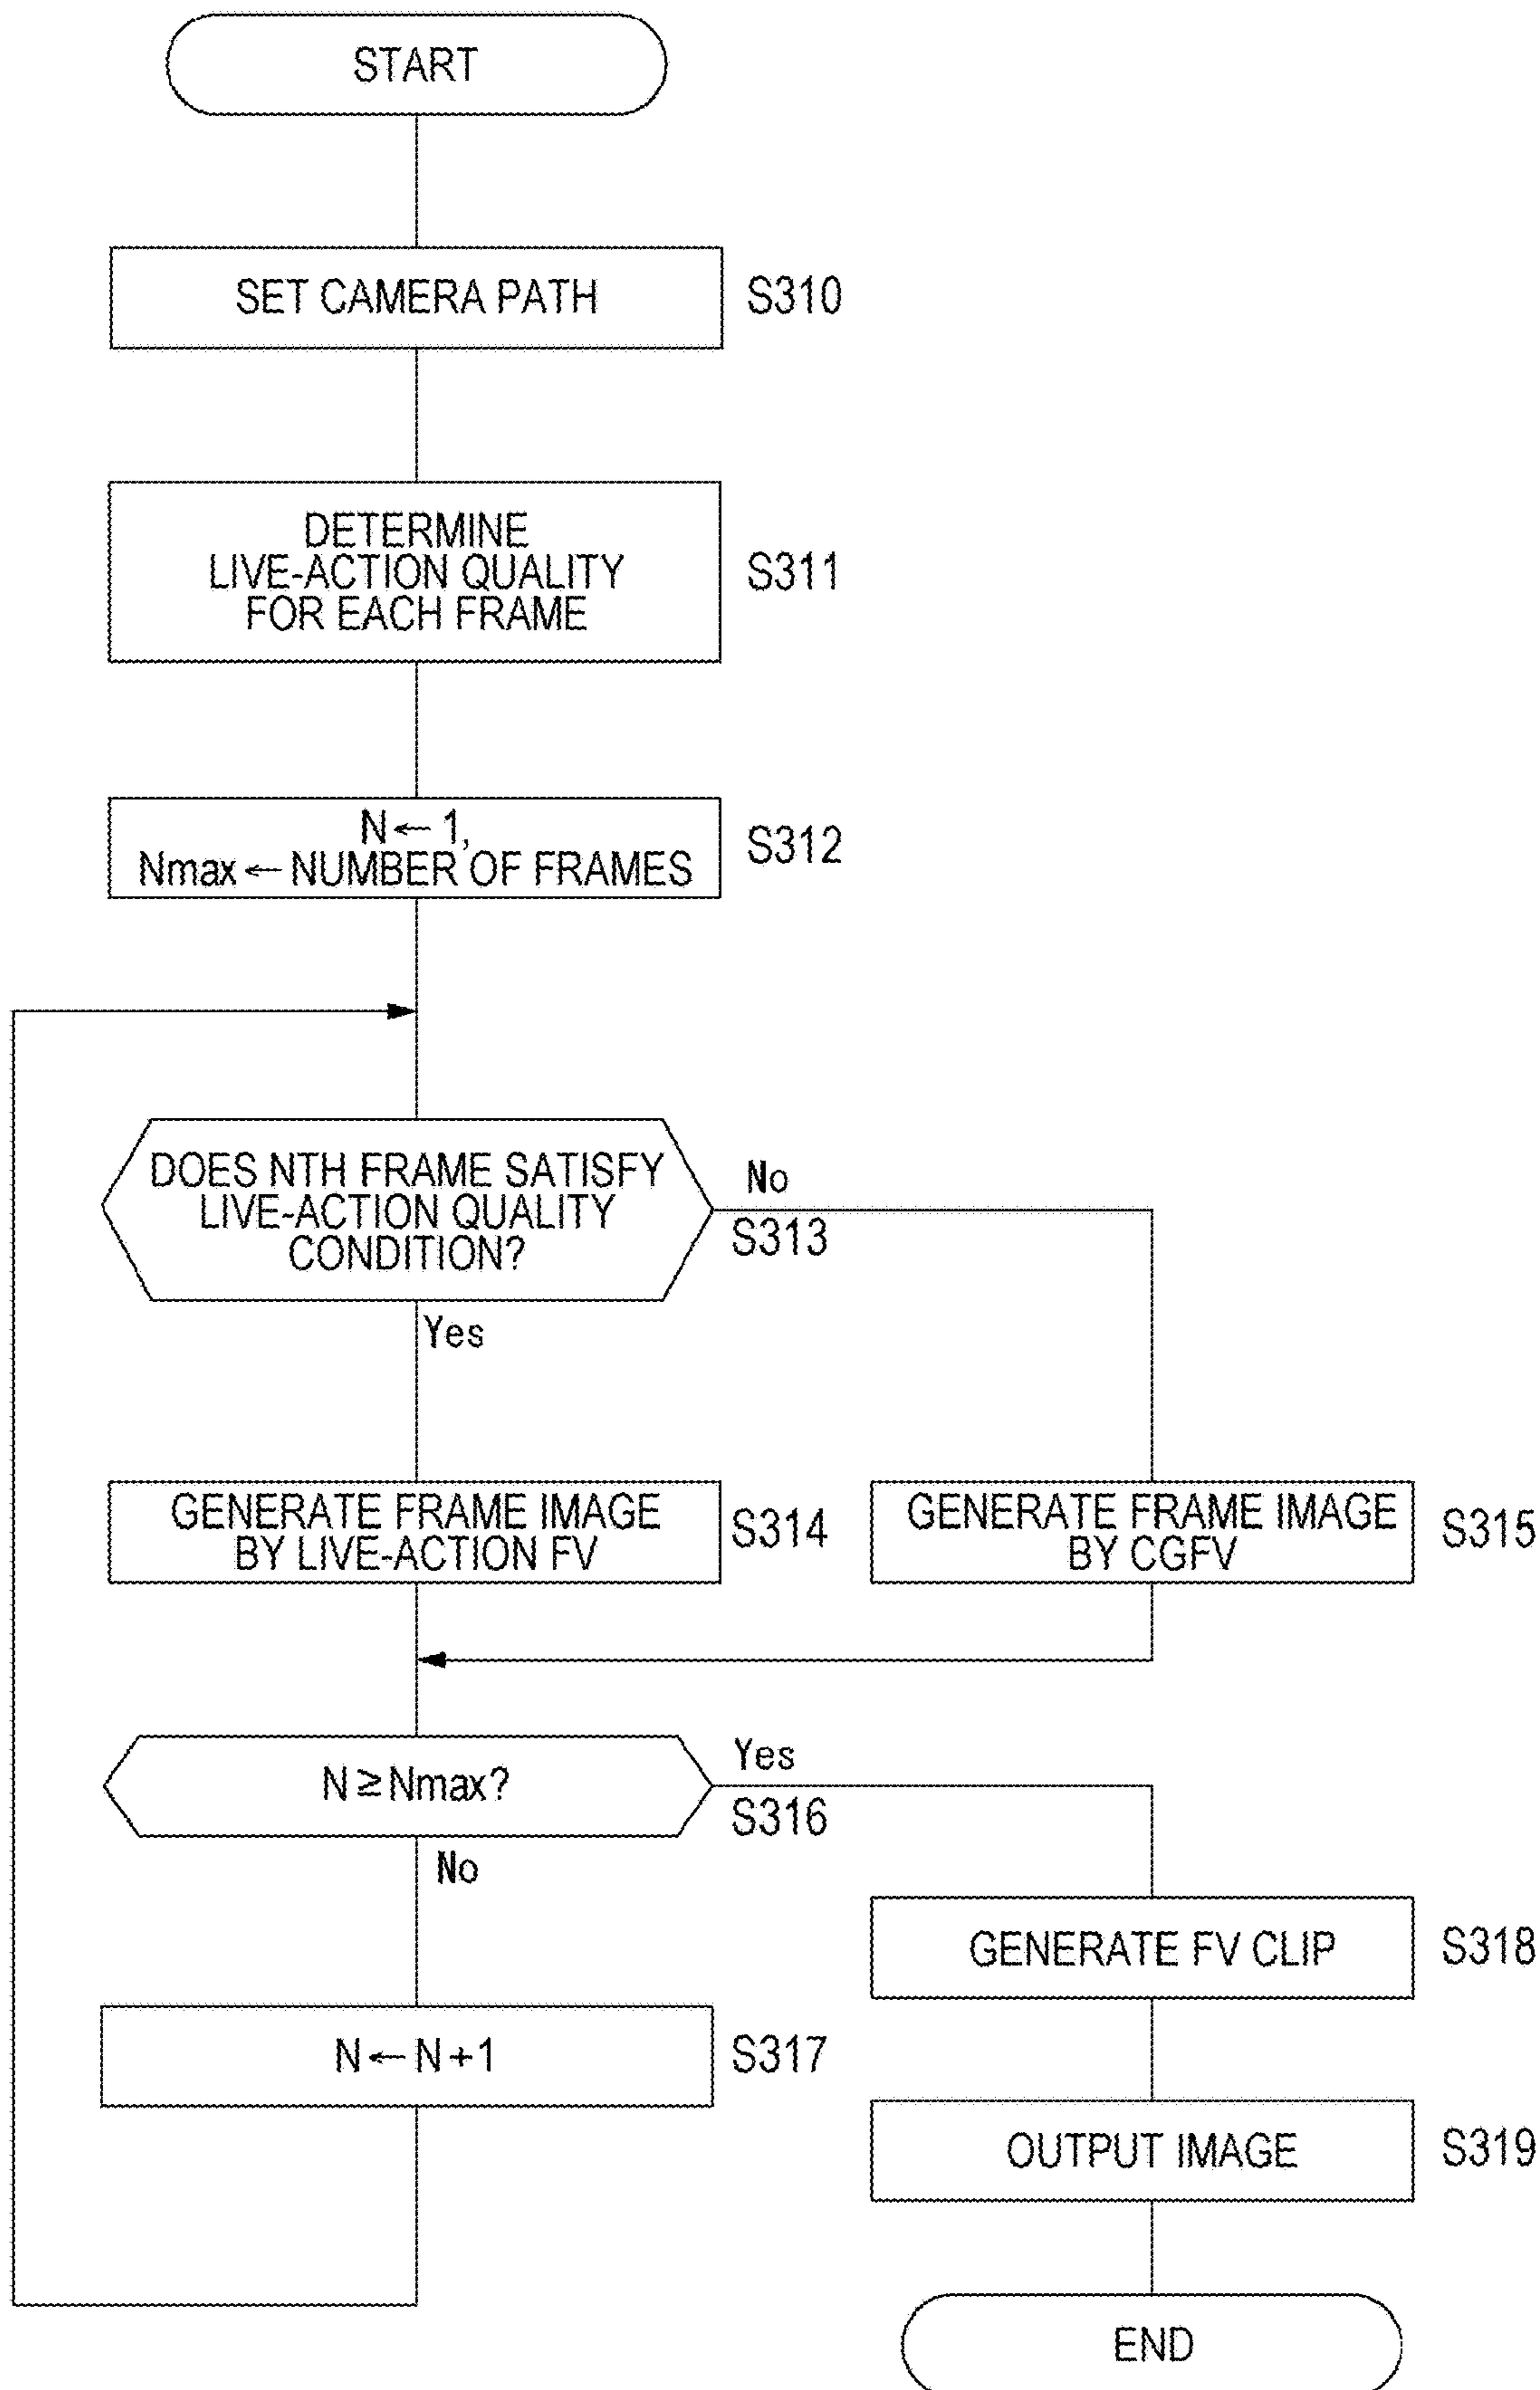 START
SET CAMERA PATH
S310
DETERMINE
LIVE-ACTION QUALITY
FOR EACH FRAME
S311
N←1,
Nmax←NUMBER OF FRAMES
S312
DOES NTH FRAME SATISFY
LIVE-ACTION QUALITY
CONDITION?
No
S313
Yes
GENERATE FRAME IMAGE
BY LIVE-ACTION FV
S314
GENERATE FRAME IMAGE
BY CGFV
S315
N≧Nmax?
Yes
S316
No
GENERATE FV CLIP
S318
N←N+1
S317
OUTPUT IMAGE
S319
END